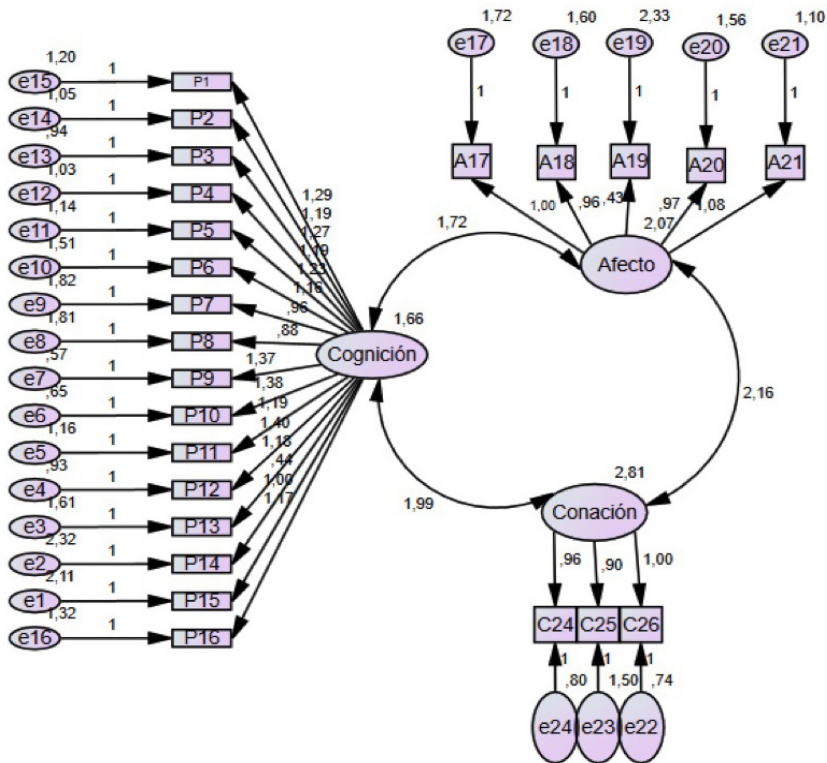 1,72 1,60 2,33 1,56 1,10
e17 e18 e19 e20 e21
1 1 1 1 1
A17 A18 A19 A20 A21
1,00 ,96 ,43 ,97 1,08
2,07
Afecto
1,20
e15 1 P1
1,05
e14 1 P2
,94
e13 1 P3
1,03
e12 1 P4
1,14
e11 1 P5
1,51
e10 1 P6
1,82
e9 1 P7
1,81
e8 1 P8
,57
e7 1 P9
,65
e6 1 P10
1,16
e5 1 P11
,93
e4 1 P12
1,61
e3 1 P13
2,32
e2 1 P14
2,11
e1 1 P15
1,32
e16 1 P16
1,29
1,19
1,27
1,19
1,23
1,16
,96
,88
1,37
1,38
1,19
1,40
1,18
,44
1,00
1,17
1,66
Cognición
1,72
2,16
1,99
2,81
Conación
,96 ,90 1,00
C24 C25 C26
1 1 1
,80 1,50 ,74
e24 e23 e22